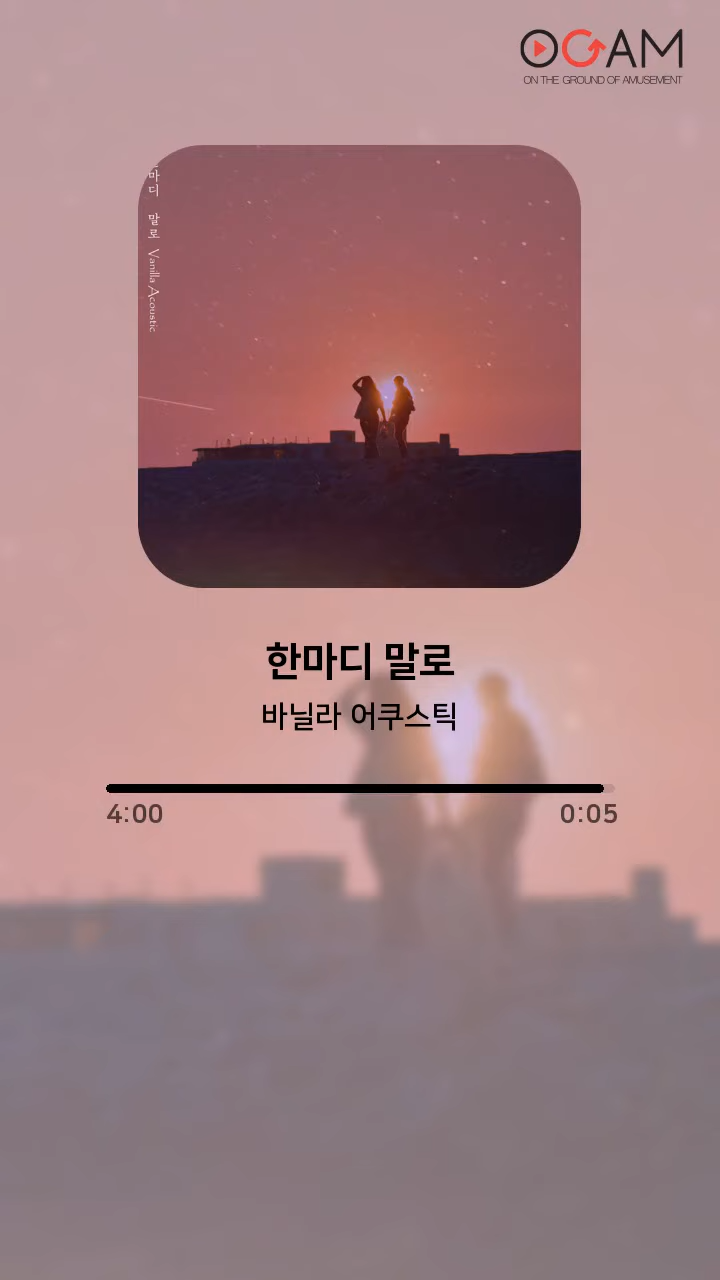 OGAM
ON THE GROUND OF AMUSEMENT
마디 말로 Vanilla Acoustic
한마디 말로
바닐라 어쿠스틱
4:00
0:05